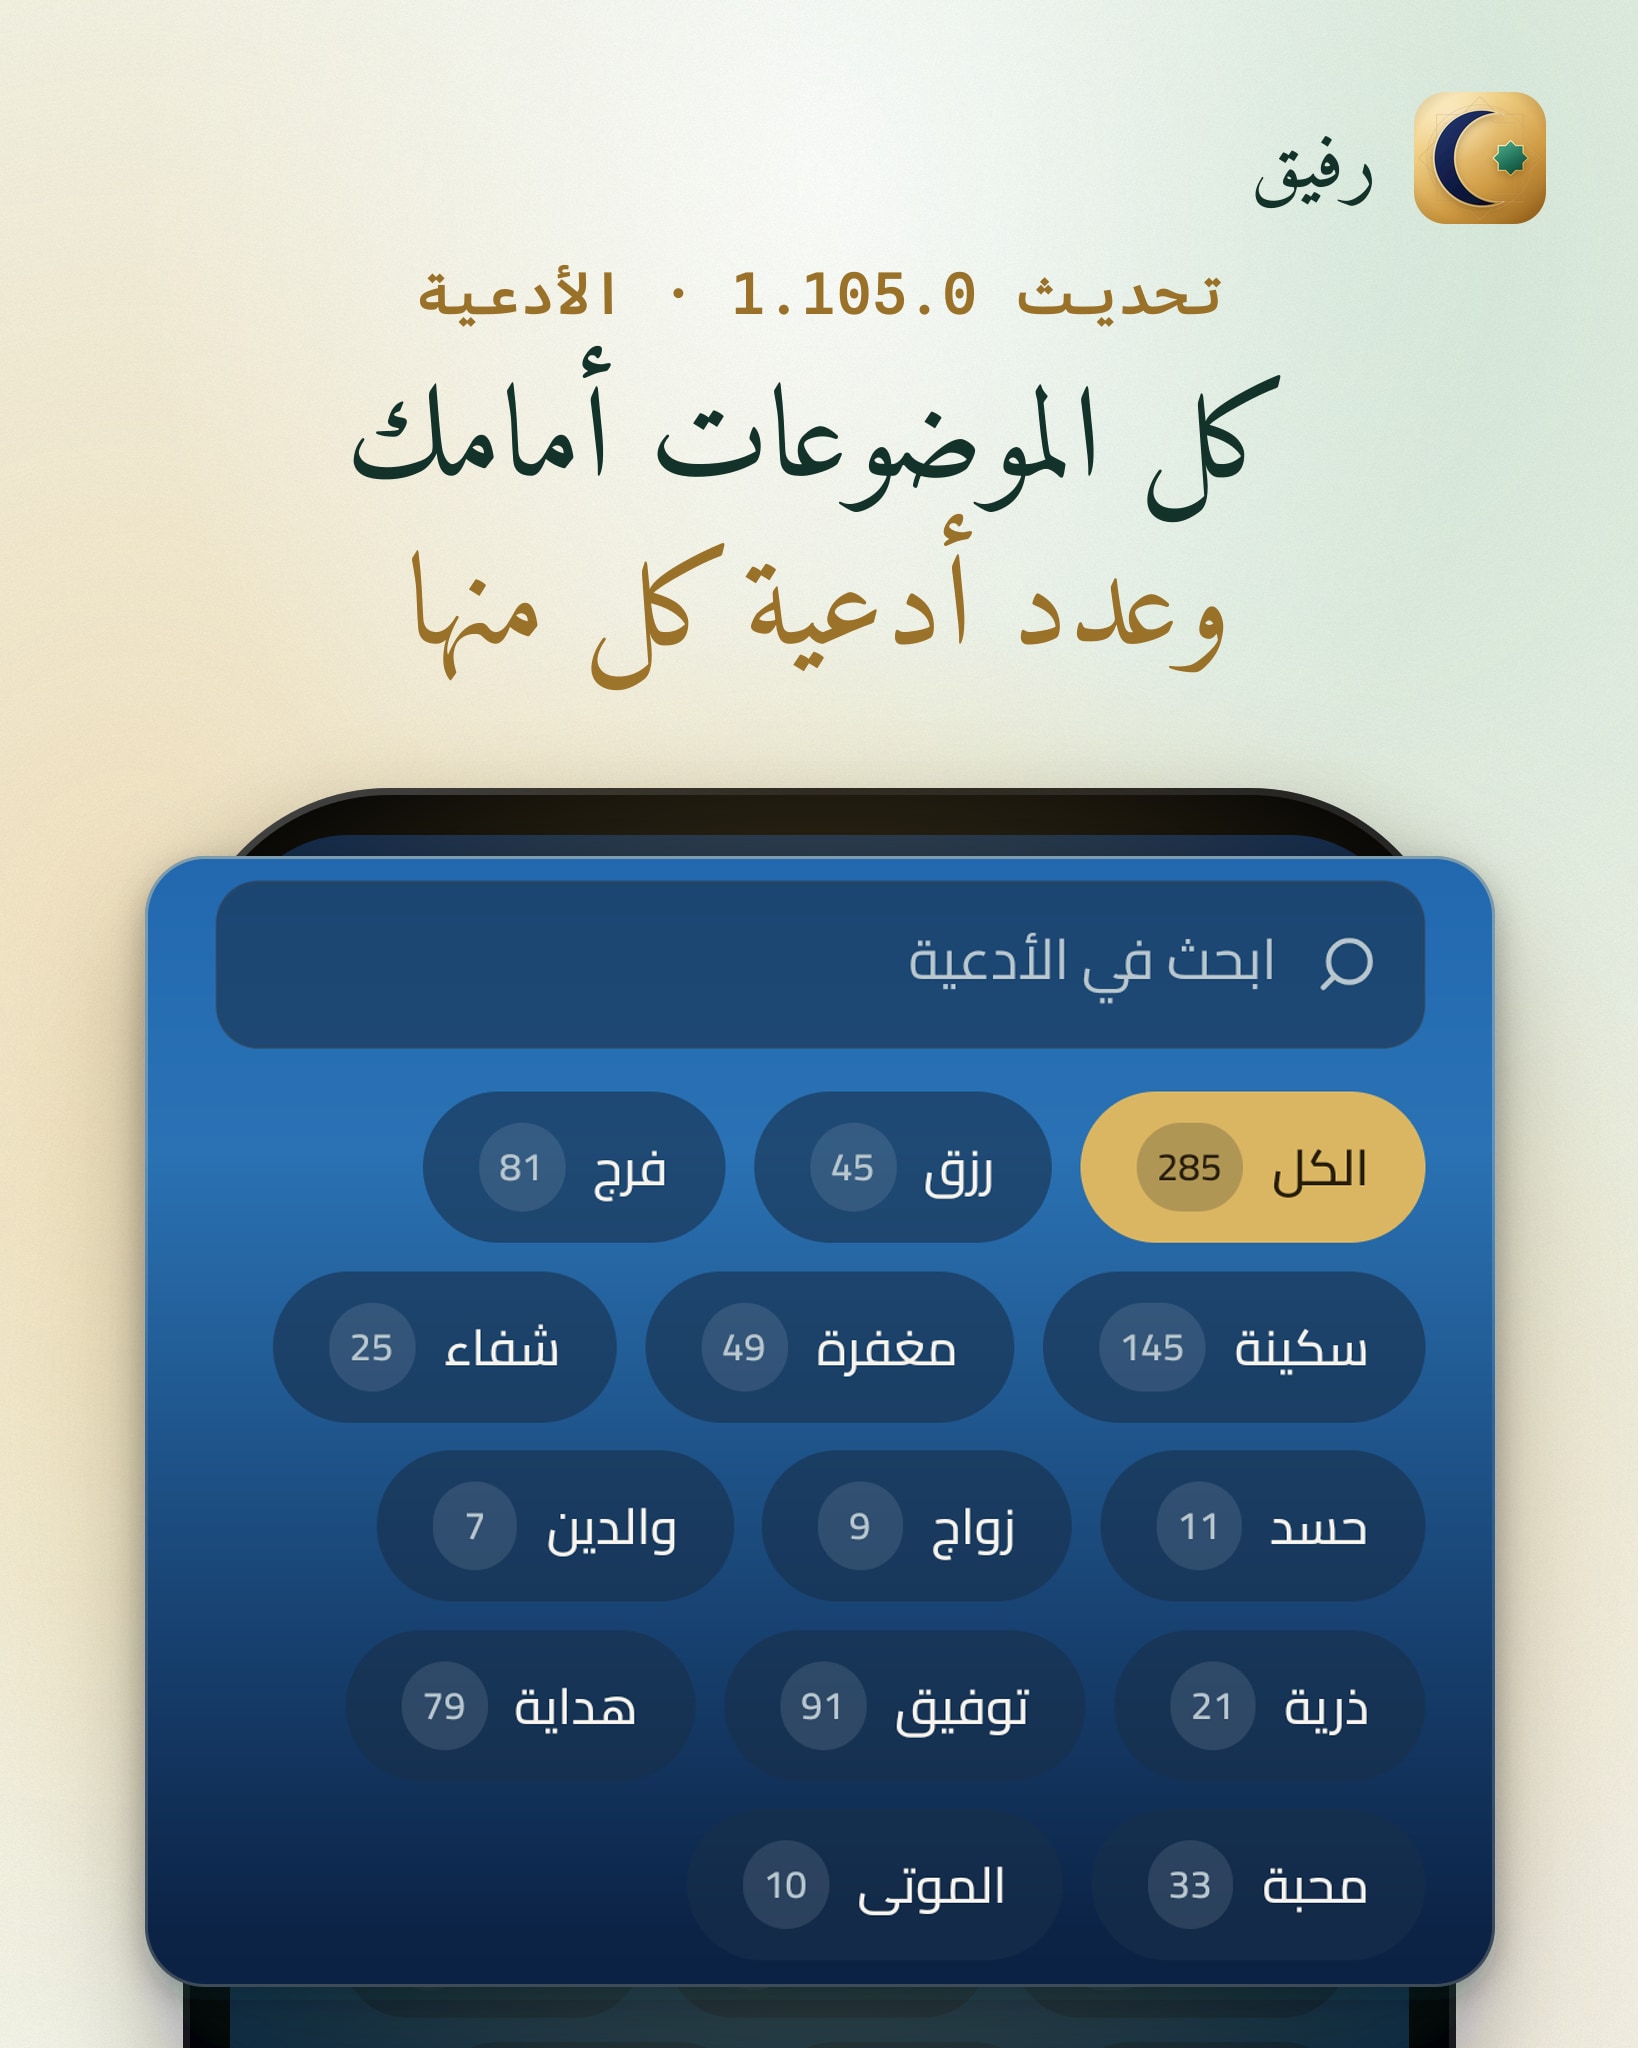 رفيق
تحديث 1.105.0 · الأدعية
كل الموضوعات أمامك
وعدد أدعية كل منها
ابحث في الأدعية
الكل 285 رزق 45 فرج 81
سكينة 145 مغفرة 49 شفاء 25
حسد 11 زواج 9 والدين 7
ذرية 21 توفيق 91 هداية 79
محبة 33 الموتى 10